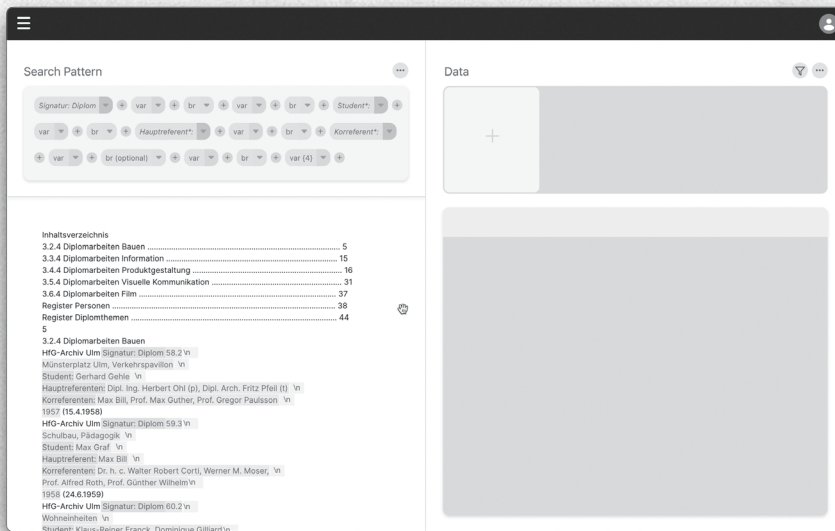 Search Pattern
Signatur: Diplom var br var br Student*:
var br Hauptreferent*: var br Korreferent*:
var br (optional) var br var {4}
Inhaltsverzeichnis
3.2.4 Diplomarbeiten Bauen ........................................................................................ 5
3.3.4 Diplomarbeiten Information ................................................................................. 15
3.4.4 Diplomarbeiten Produktgestaltung ...................................................................... 16
3.5.4 Diplomarbeiten Visuelle Kommunikation ............................................................. 31
3.6.4 Diplomarbeiten Film ............................................................................................ 37
Register Personen ...................................................................................................... 38
Register Diplomthemen .............................................................................................. 44
5
3.2.4 Diplomarbeiten Bauen
HfG-Archiv Ulm Signatur: Diplom 58.2 \n
Münsterplatz Ulm, Verkehrspavillon \n
Student: Gerhard Gehle \n
Hauptreferenten: Dipl. Ing. Herbert Ohl (p), Dipl. Arch. Fritz Pfeil (t) \n
Korreferenten: Max Bill, Prof. Max Guther, Prof. Gregor Paulsson \n
1957 (15.4.1958)
HfG-Archiv Ulm Signatur: Diplom 59.3 \n
Schulbau, Pädagogik \n
Student: Max Graf \n
Hauptreferent: Max Bill \n
Korreferenten: Dr. h. c. Walter Robert Corti, Werner M. Moser, \n
Prof. Alfred Roth, Prof. Günther Wilhelm \n
1958 (24.6.1959)
HfG-Archiv Ulm Signatur: Diplom 60.2 \n
Wohneinheiten \n
Student: Klaus-Reiner Franck, Dominique Gilliard \n
Data